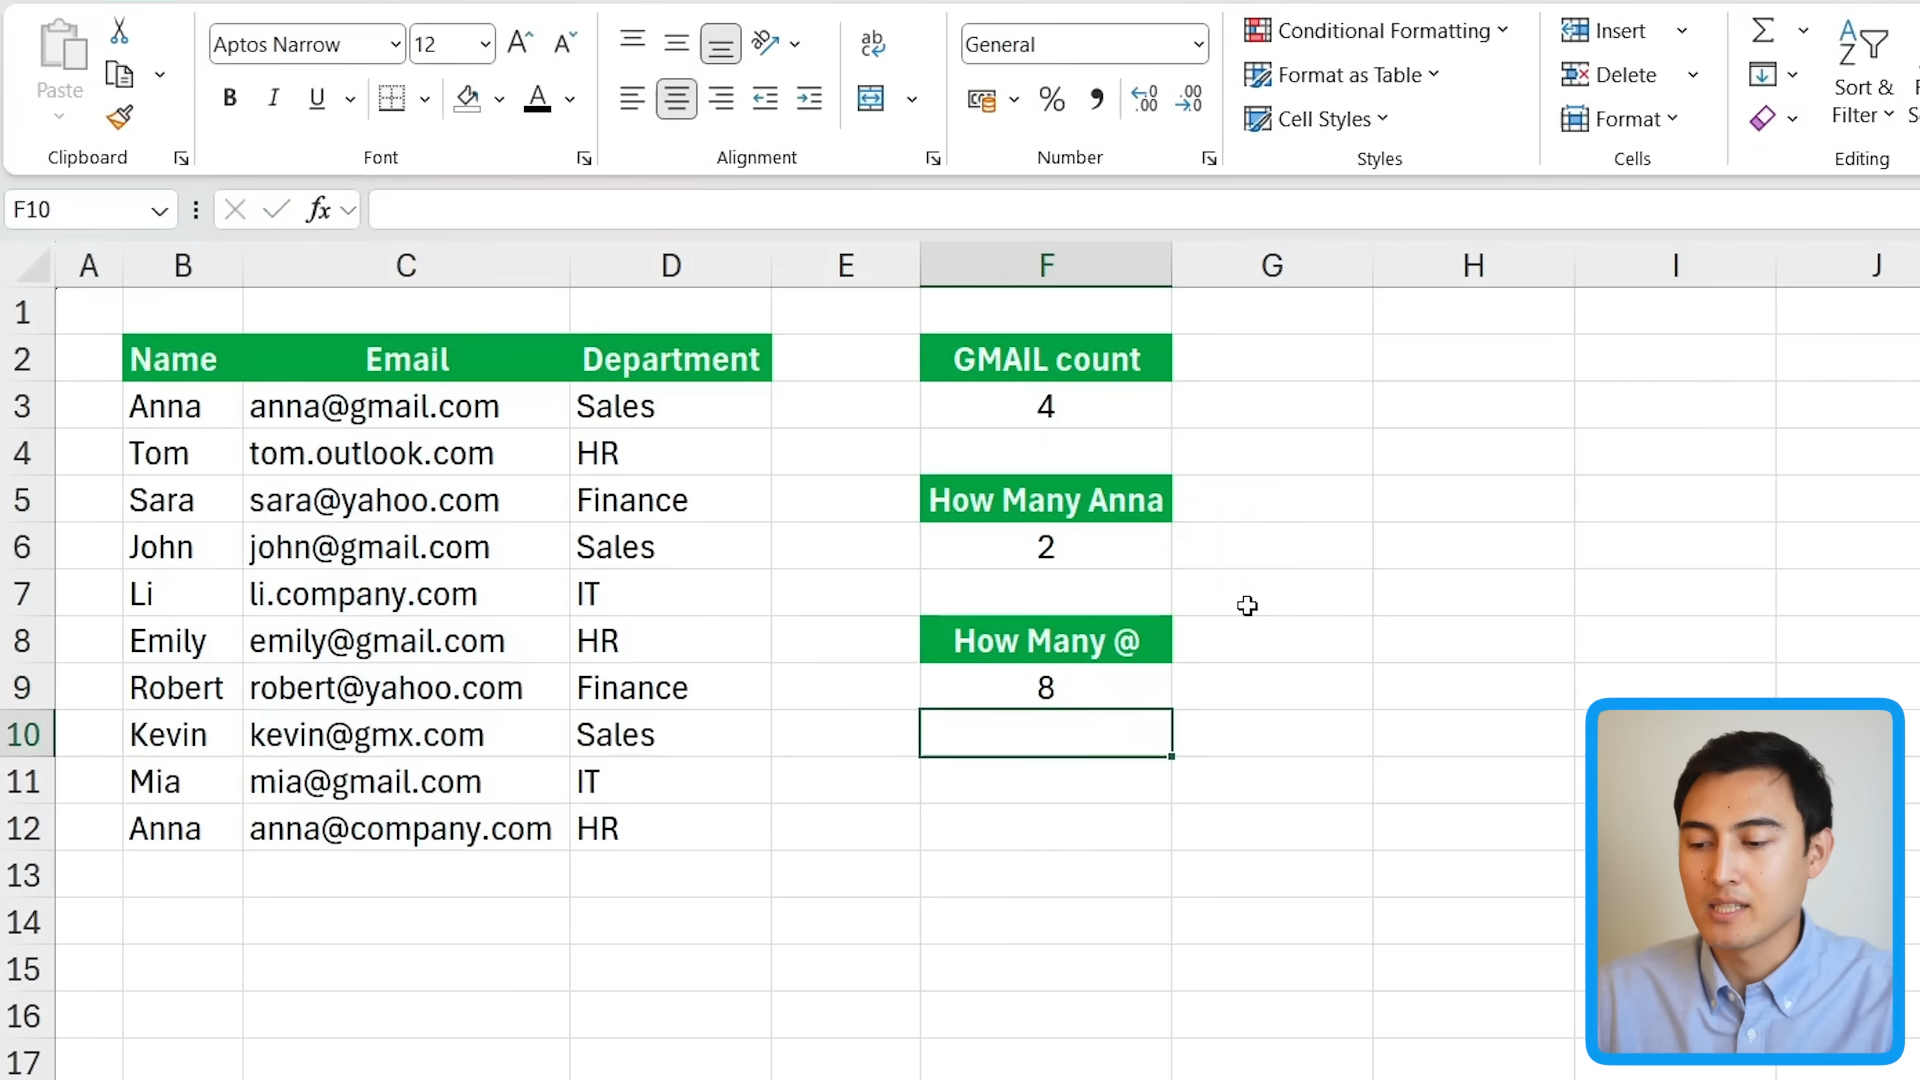 Paste
Clipboard
Aptos Narrow
12
B I U
A
Font
ab
Alignment
General
%
.00
.00
Number
Conditional Formatting
Format as Table
Cell Styles
Styles
Insert
Delete
Format
Cells
Sort &
Filter
Editing
F10
fx
A B C D E F G H I J
1
2 Name Email Department GMAIL count
3 Anna anna@gmail.com Sales 4
4 Tom tom.outlook.com HR
5 Sara sara@yahoo.com Finance How Many Anna
6 John john@gmail.com Sales 2
7 Li li.company.com IT
8 Emily emily@gmail.com HR How Many @
9 Robert robert@yahoo.com Finance 8
10 Kevin kevin@gmx.com Sales
11 Mia mia@gmail.com IT
12 Anna anna@company.com HR
13
14
15
16
17